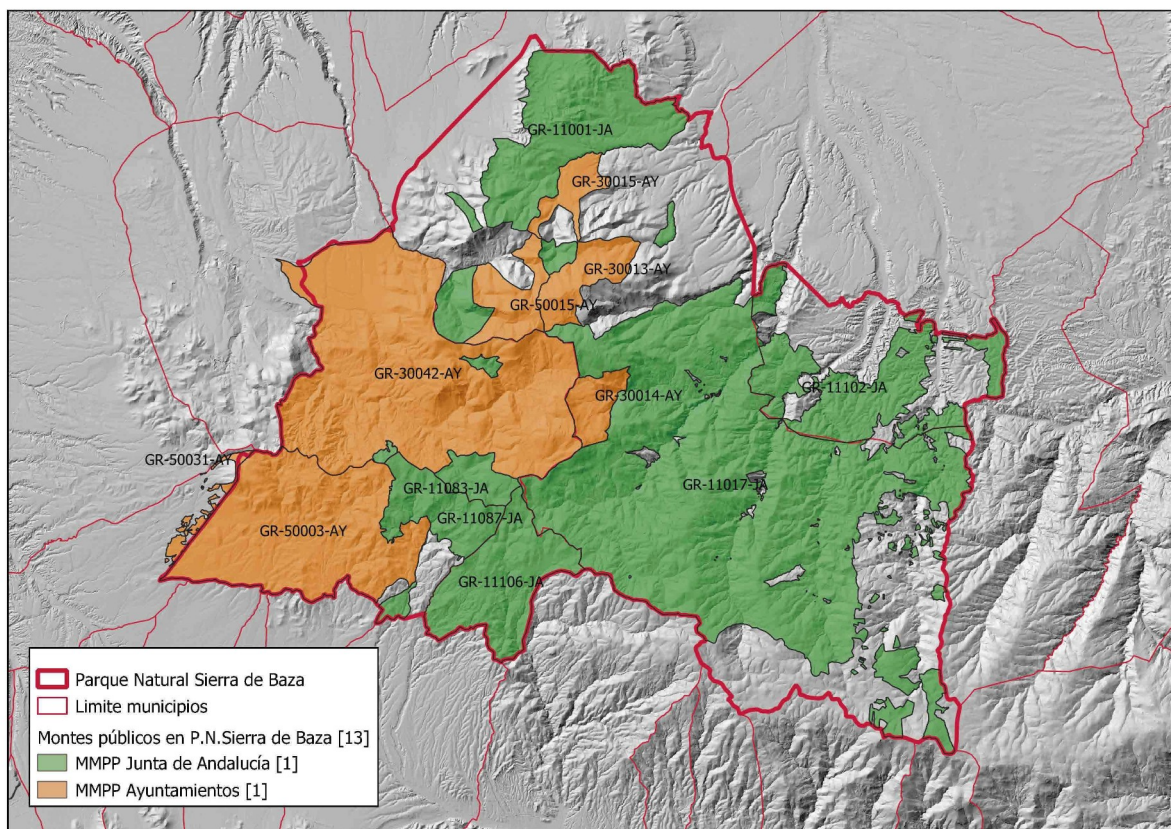 GR-11001-JA
GR-30015-AY
GR-30013-AY
GR-50015-AY
GR-30042-AY
GR-30014-AY
GR-11102-JA
GR-50031-AY
GR-11083-JA
GR-11017-JA
GR-11087-JA
GR-50003-AY
GR-11106-JA
Parque Natural Sierra de Baza
Limite municipios
Montes públicos en P.N.Sierra de Baza [13]
MMPP Junta de Andalucía [1]
MMPP Ayuntamientos [1]